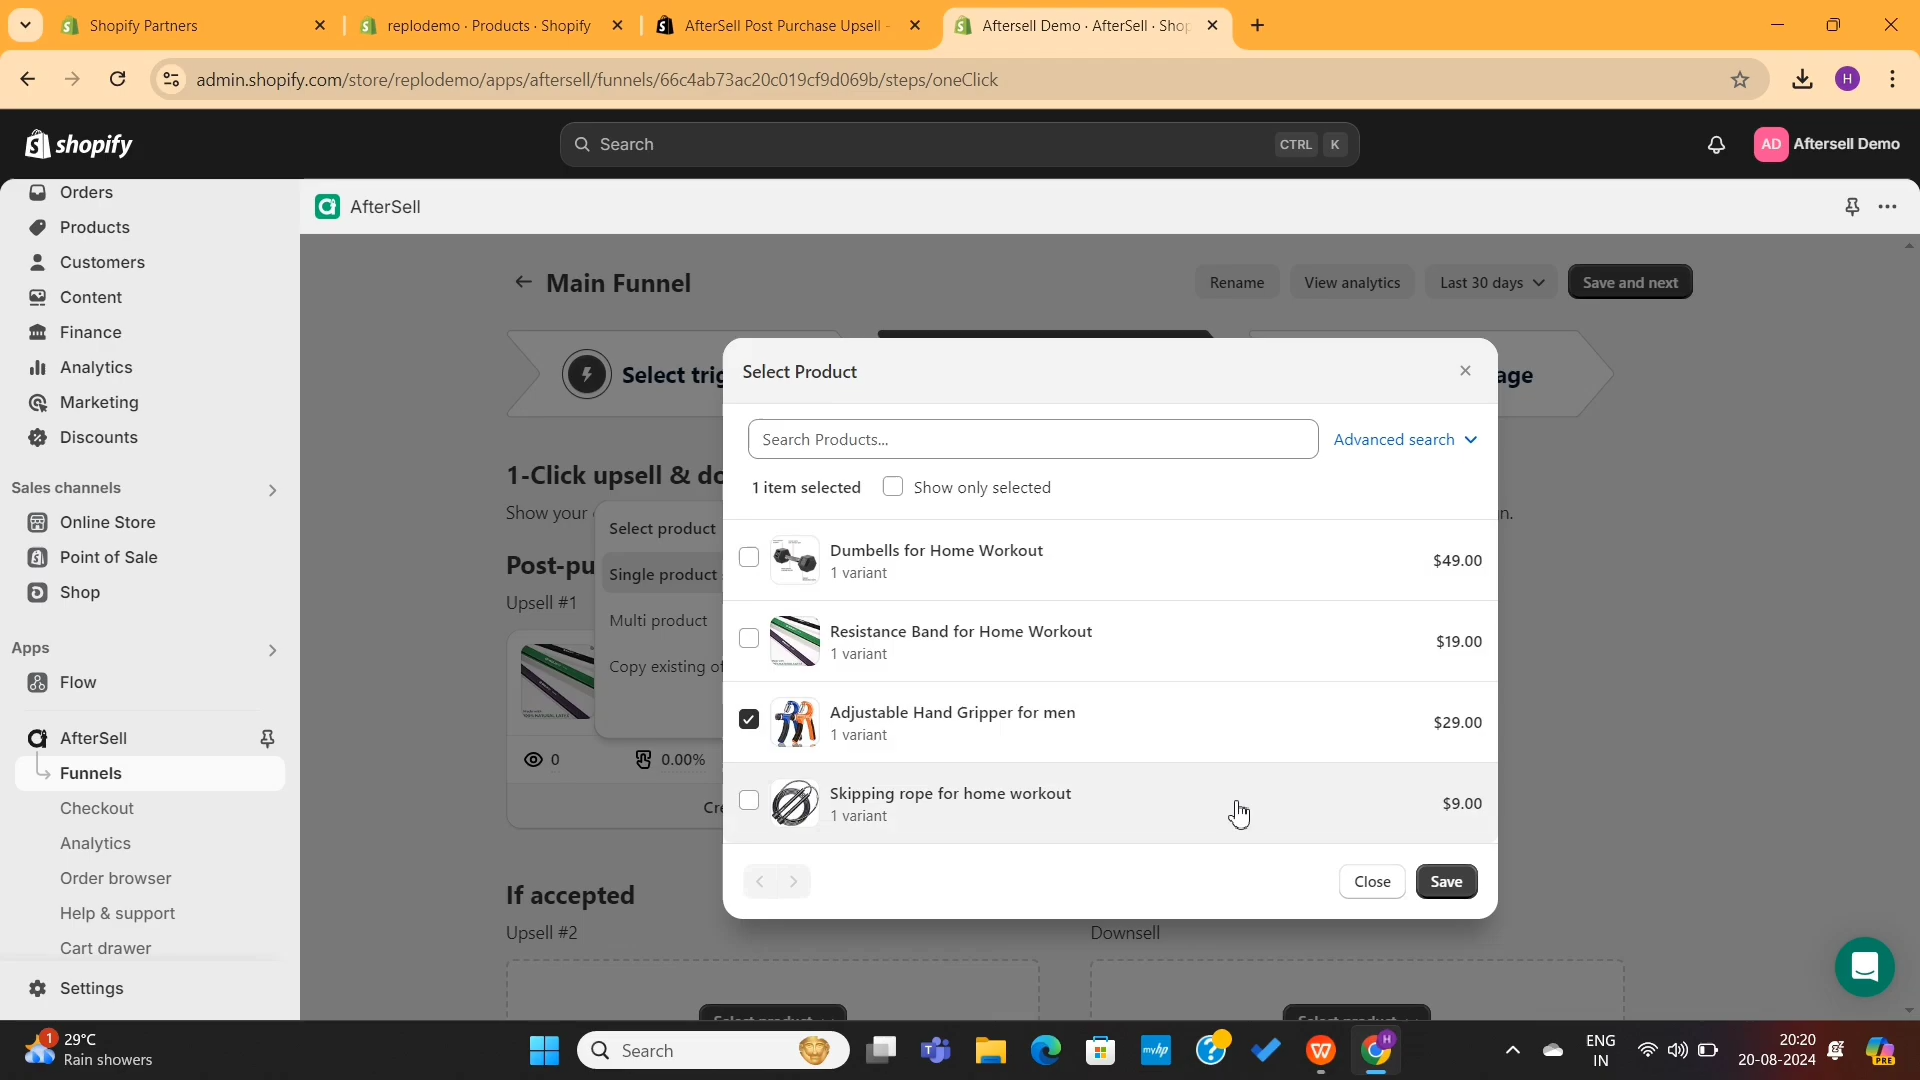 Shopify Partners
replodemo · Products · Shopify
AfterSell Post Purchase Upsell -
Aftersell Demo · AfterSell · Shop
admin.shopify.com/store/replodemo/apps/aftersell/funnels/66c4ab73ac20c019cf9d069b/steps/oneClick
H
shopify
Search
CTRL K
AD Aftersell Demo
Orders
Products
Customers
Content
Finance
Analytics
Marketing
Discounts
Sales channels
Online Store
Point of Sale
Shop
Apps
Flow
AfterSell
Funnels
Checkout
Analytics
Order browser
Help & support
Cart drawer
Settings
AfterSell
Main Funnel
Rename
View analytics
Last 30 days
Save and next
Select trig
age
1-Click upsell & do
Show your
n.
Post-pu
Upsell #1
Select product
Single product
Multi product
Copy existing of
0
0.00%
Cre
If accepted
Upsell #2
Downsell
Select product
Select product
Select Product
Search Products...
Advanced search
1 item selected
Show only selected
Dumbells for Home Workout
1 variant
$49.00
Resistance Band for Home Workout
1 variant
$19.00
Adjustable Hand Gripper for men
1 variant
$29.00
Skipping rope for home workout
1 variant
$9.00
Close
Save
1
29°C
Rain showers
Search
myhp
H
ENG
IN
20:20
20-08-2024
PRE